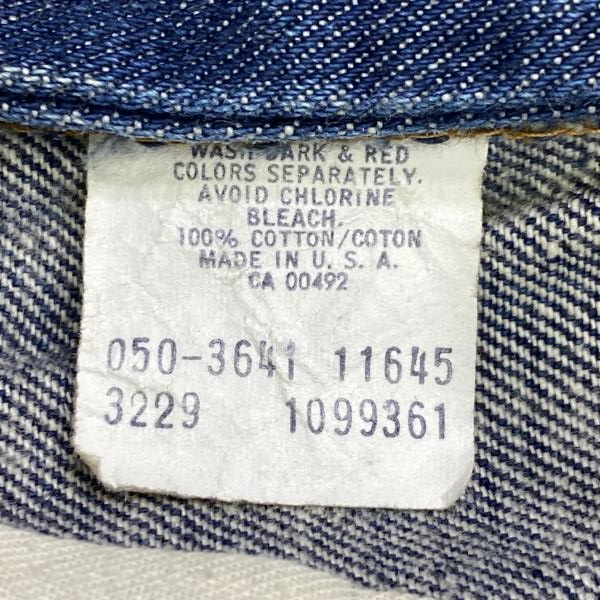 WASH DARK & RED
COLORS SEPARATELY.
AVOID CHLORINE
BLEACH.
100% COTTON/COTON
MADE IN U. S. A.
CA 00492
050-3641 11645
3229 1099361